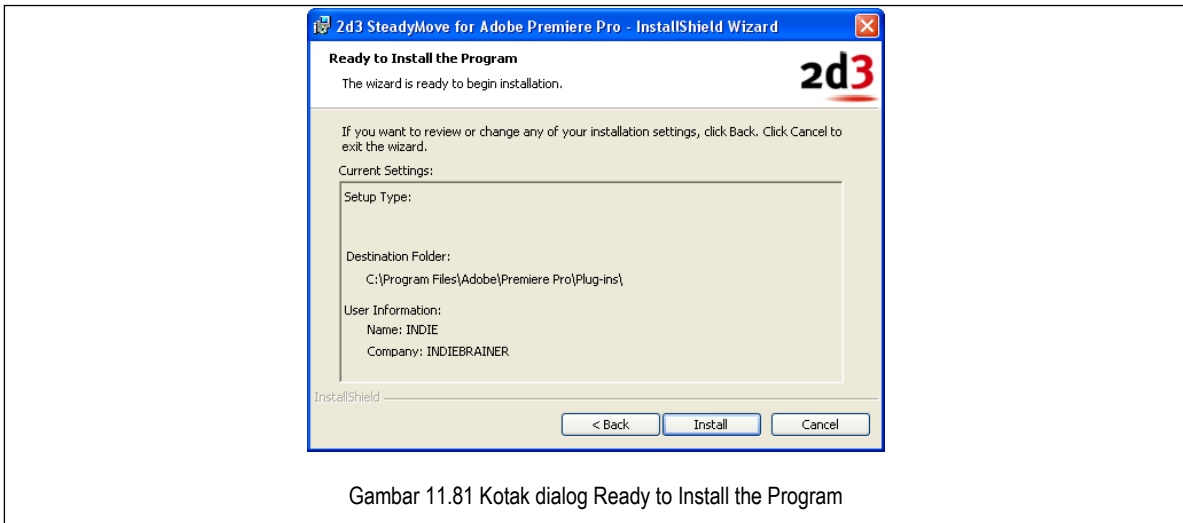 2d3 SteadyMove for Adobe Premiere Pro - InstallShield Wizard
Ready to Install the Program
The wizard is ready to begin installation.
2d3
If you want to review or change any of your installation settings, click Back. Click Cancel to
exit the wizard.
Current Settings:
Setup Type:
Destination Folder:
C:\Program Files\Adobe\Premiere Pro\Plug-ins\
User Information:
Name: INDIE
Company: INDIEBRAINER
InstallShield
< Back
Install
Cancel
Gambar 11.81 Kotak dialog Ready to Install the Program